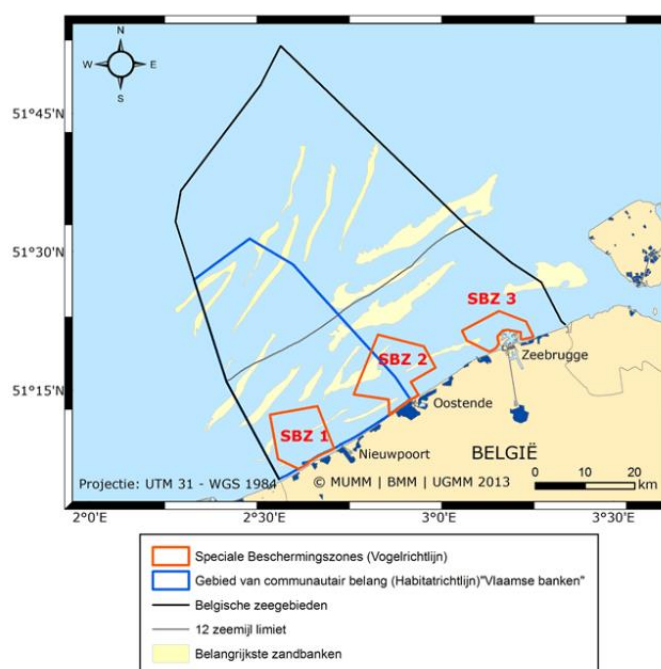 N
W E
S
51°45'N
51°30'N
51°15'N
SBZ 3
SBZ 2
SBZ 1
Zeebrugge
Oostende
Nieuwpoort
BELGIË
0 10 20
km
Projectie: UTM 31 - WGS 1984
© MUMM | BMM | UGMM 2013
2°0'E 2°30'E 3°0'E 3°30'E
Speciale Beschermingszones (Vogelrichtlijn)
Gebied van communautair belang (Habitatrichtlijn)"Vlaamse banken"
Belgische zeegebieden
12 zeemijl limiet
Belangrijkste zandbanken